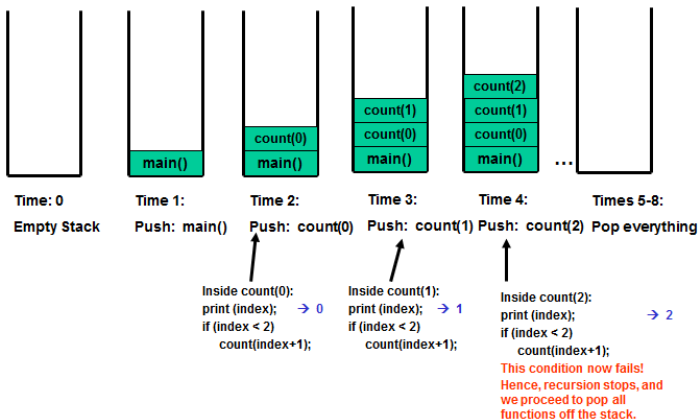 count(2)
count(1)
count(1)
count(0)
count(0)
count(0)
main()
main()
main()
main()
...
Time: 0
Time 1:
Time 2:
Time 3:
Time 4:
Times 5-8:
Empty Stack
Push: main()
Push: count(0)
Push: count(1)
Push: count(2)
Pop everything
Inside count(0):
print (index); → 0
if (index < 2)
count(index+1);
Inside count(1):
print (index); → 1
if (index < 2)
count(index+1);
Inside count(2):
print (index); → 2
if (index < 2)
count(index+1);
This condition now fails!
Hence, recursion stops, and
we proceed to pop all
functions off the stack.